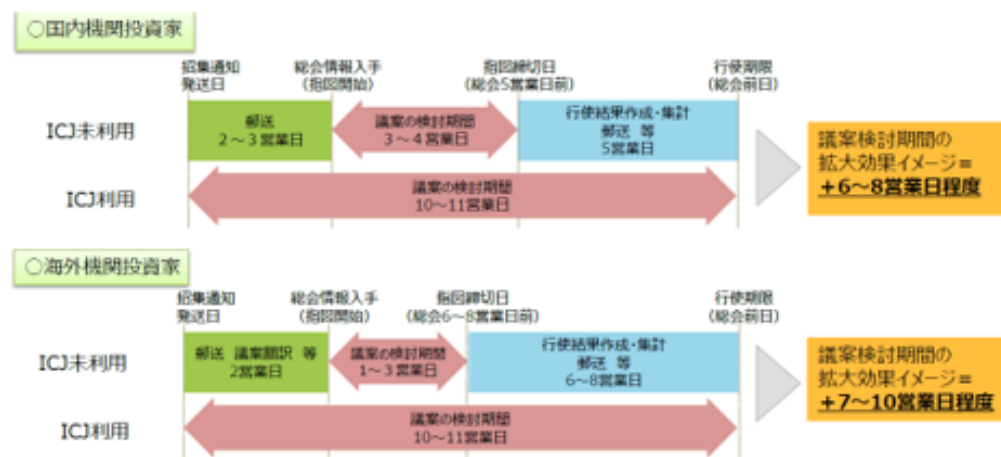 ○国内機関投資家
招集通知
発送日
総会情報入手
(指図開始)
指図締切日
(総会5営業日前)
行使期限
(総会前日)
ICJ未利用
郵送
2～3営業日
議案の検討期間
3～4営業日
行使結果作成・集計
郵送 等
5営業日
ICJ利用
議案の検討期間
10～11営業日
議案検討期間の
拡大効果イメージ=
+6～8営業日程度
○海外機関投資家
招集通知
発送日
総会情報入手
(指図開始)
指図締切日
(総会6～8営業日前)
行使期限
(総会前日)
ICJ未利用
郵送 議案翻訳 等
2営業日
議案の検討期間
1～3営業日
行使結果作成・集計
郵送 等
6～8営業日
ICJ利用
議案の検討期間
10～11営業日
議案検討期間の
拡大効果イメージ=
+7～10営業日程度